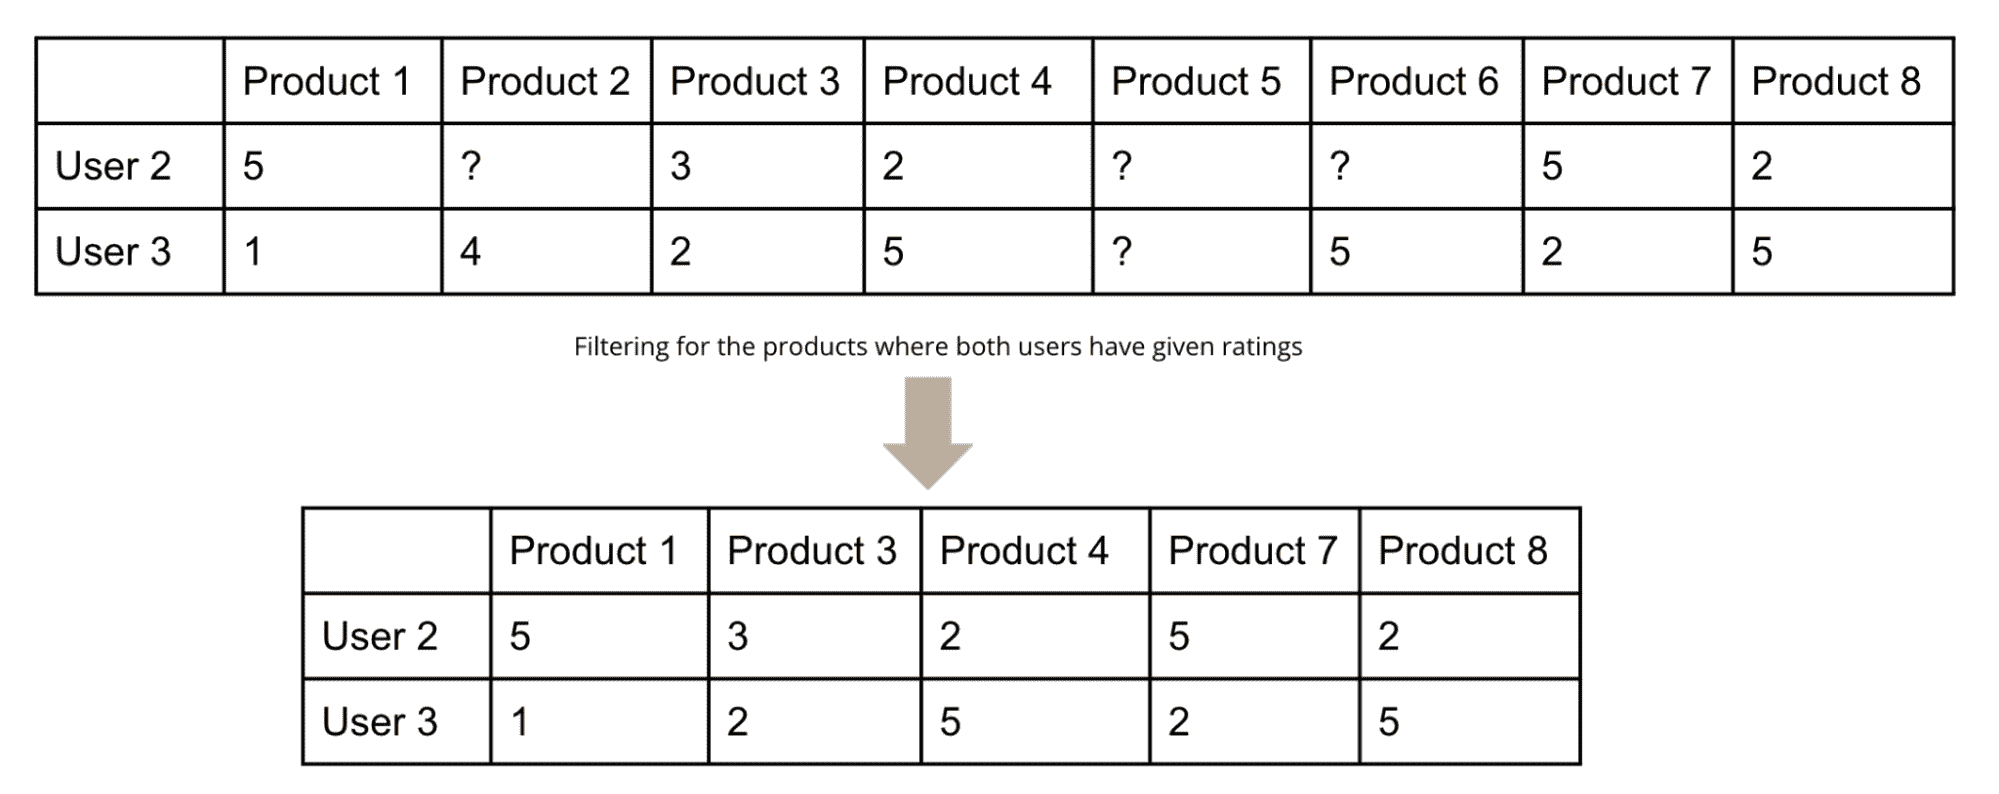 Product 1 Product 2 Product 3 Product 4 Product 5 Product 6 Product 7 Product 8
User 2 5 ? 3 2 ? ? 5 2
User 3 1 4 2 5 ? 5 2 5
Filtering for the products where both users have given ratings
Product 1 Product 3 Product 4 Product 7 Product 8
User 2 5 3 2 5 2
User 3 1 2 5 2 5